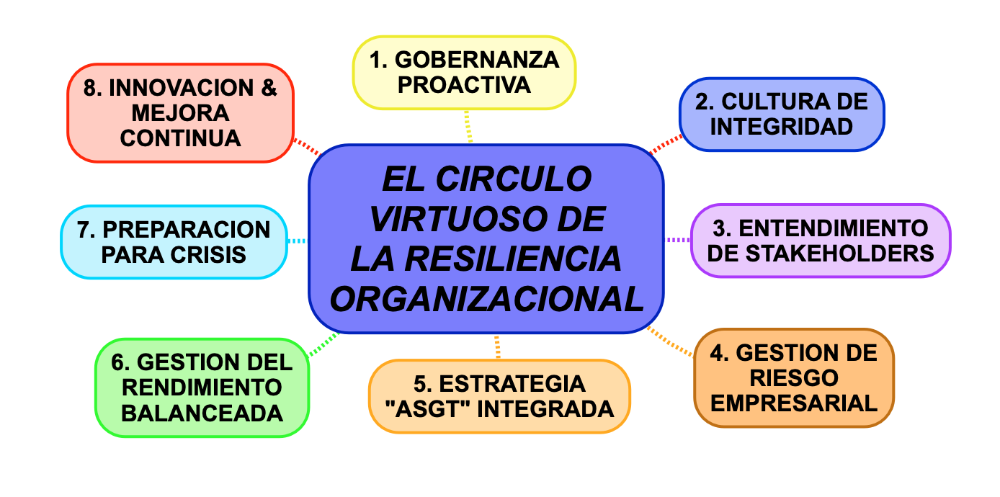 1. GOBERNANZA
PROACTIVA
8. INNOVACION &
MEJORA
CONTINUA
2. CULTURA DE
INTEGRIDAD
EL CIRCULO
VIRTUOSO DE
LA RESILIENCIA
ORGANIZACIONAL
7. PREPARACION
PARA CRISIS
3. ENTENDIMIENTO
DE STAKEHOLDERS
6. GESTION DEL
RENDIMIENTO
BALANCEADA
5. ESTRATEGIA
"ASGT" INTEGRADA
4. GESTION DE
RIESGO
EMPRESARIAL